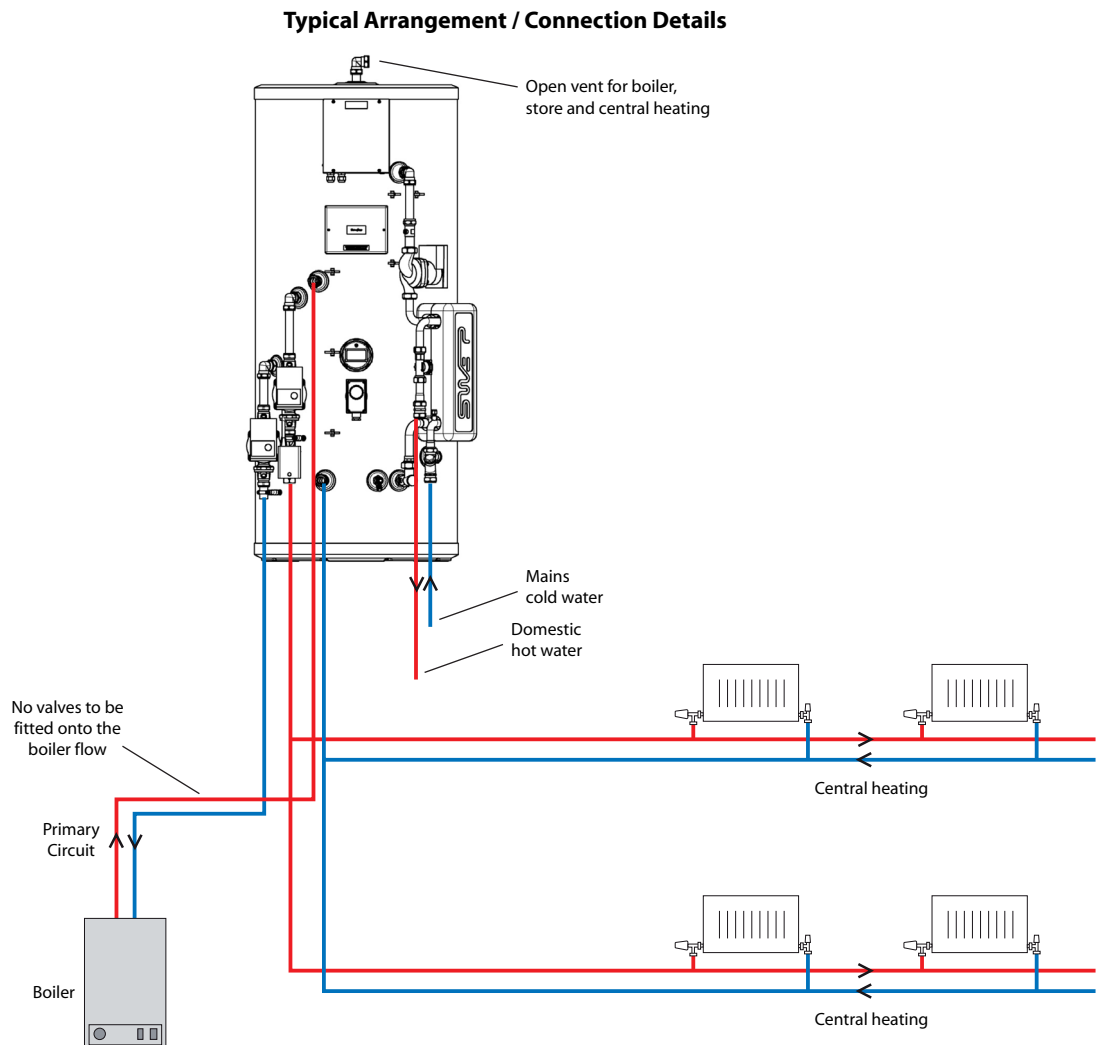 Typical Arrangement / Connection Details
Open vent for boiler,
store and central heating
SWEP
Mains
cold water
Domestic
hot water
No valves to be
fitted onto the
boiler flow
Primary
Circuit
Central heating
Boiler
Central heating